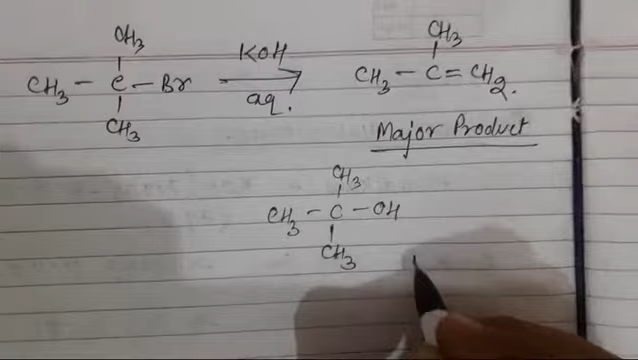 CH3
CH3 - C - Br
CH3
KOH
aq.
CH3
CH3 - C = CH2.
Major Product
CH3
CH3 - C - OH
CH3